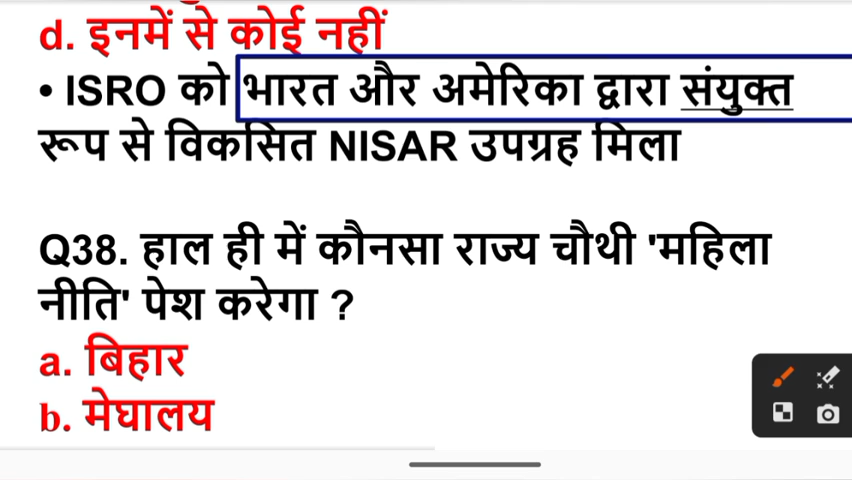 d. इनमें से कोई नहीं
• ISRO को भारत और अमेरिका द्वारा संयुक्त
रूप से विकसित NISAR उपग्रह मिला
Q38. हाल ही में कौनसा राज्य चौथी 'महिला
नीति' पेश करेगा ?
a. बिहार
b. मेघालय